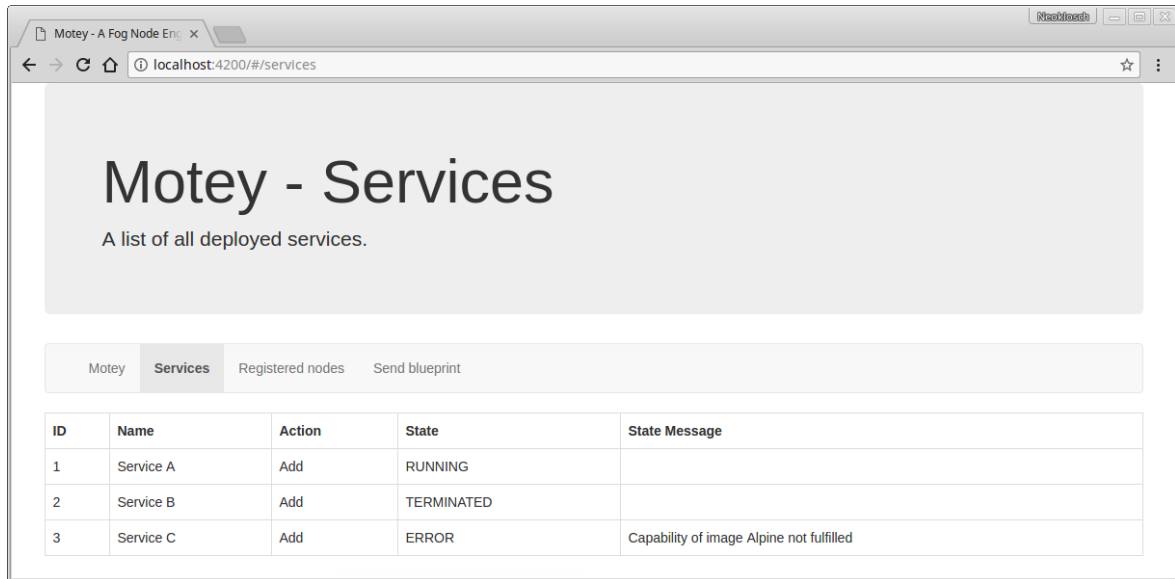 Neoklosch
Motey - A Fog Node Eng
localhost:4200/#/services
Motey - Services
A list of all deployed services.
Motey Services Registered nodes Send blueprint
ID Name Action State State Message
1 Service A Add RUNNING
2 Service B Add TERMINATED
3 Service C Add ERROR Capability of image Alpine not fulfilled